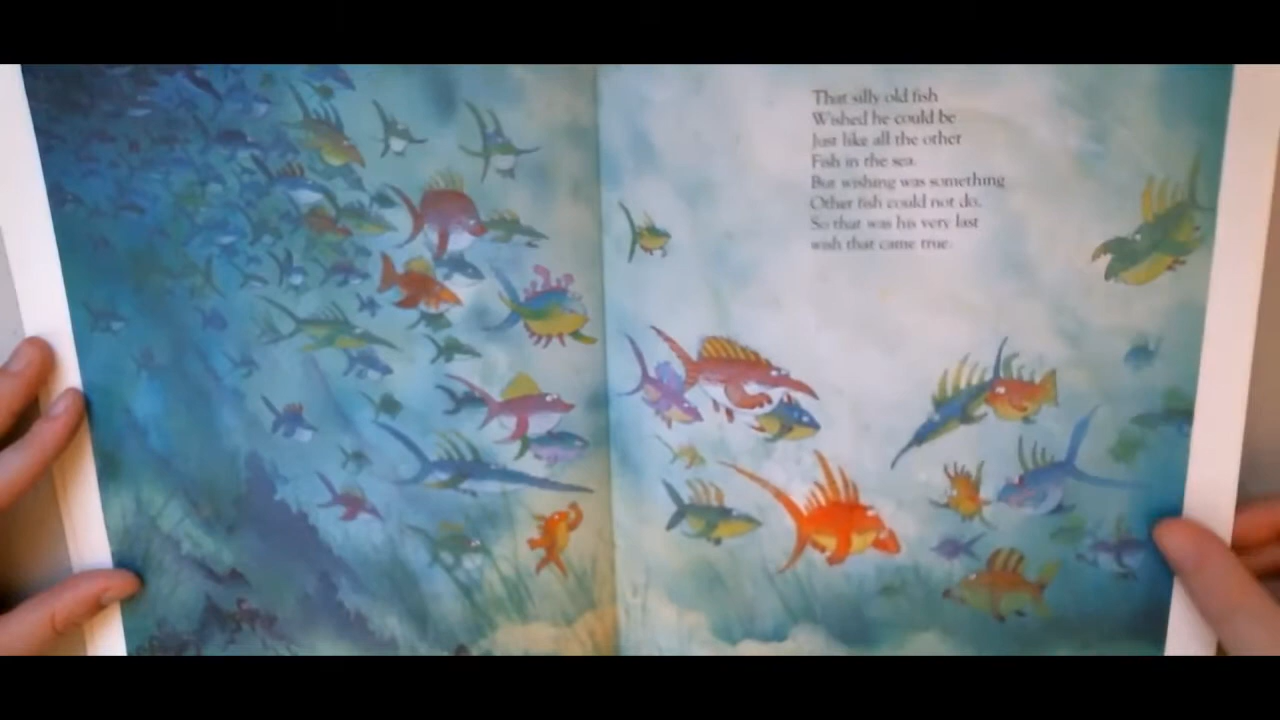 That silly old fish
Wished he could be
Just like all the other
Fish in the sea.
But wishing was something
Other fish could not do.
So that was his very last
wish that came true.